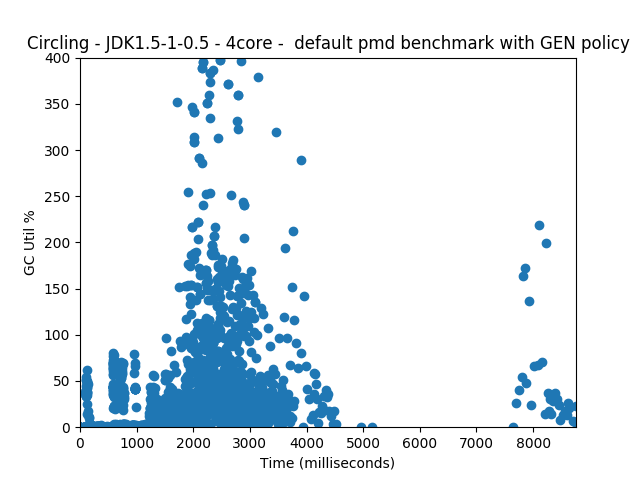 Circling - JDK1.5-1-0.5 - 4core -  default pmd benchmark with GEN policy
400
350
300
250
200
150
100
50
0
GC Util %
0 1000 2000 3000 4000 5000 6000 7000 8000
Time (milliseconds)